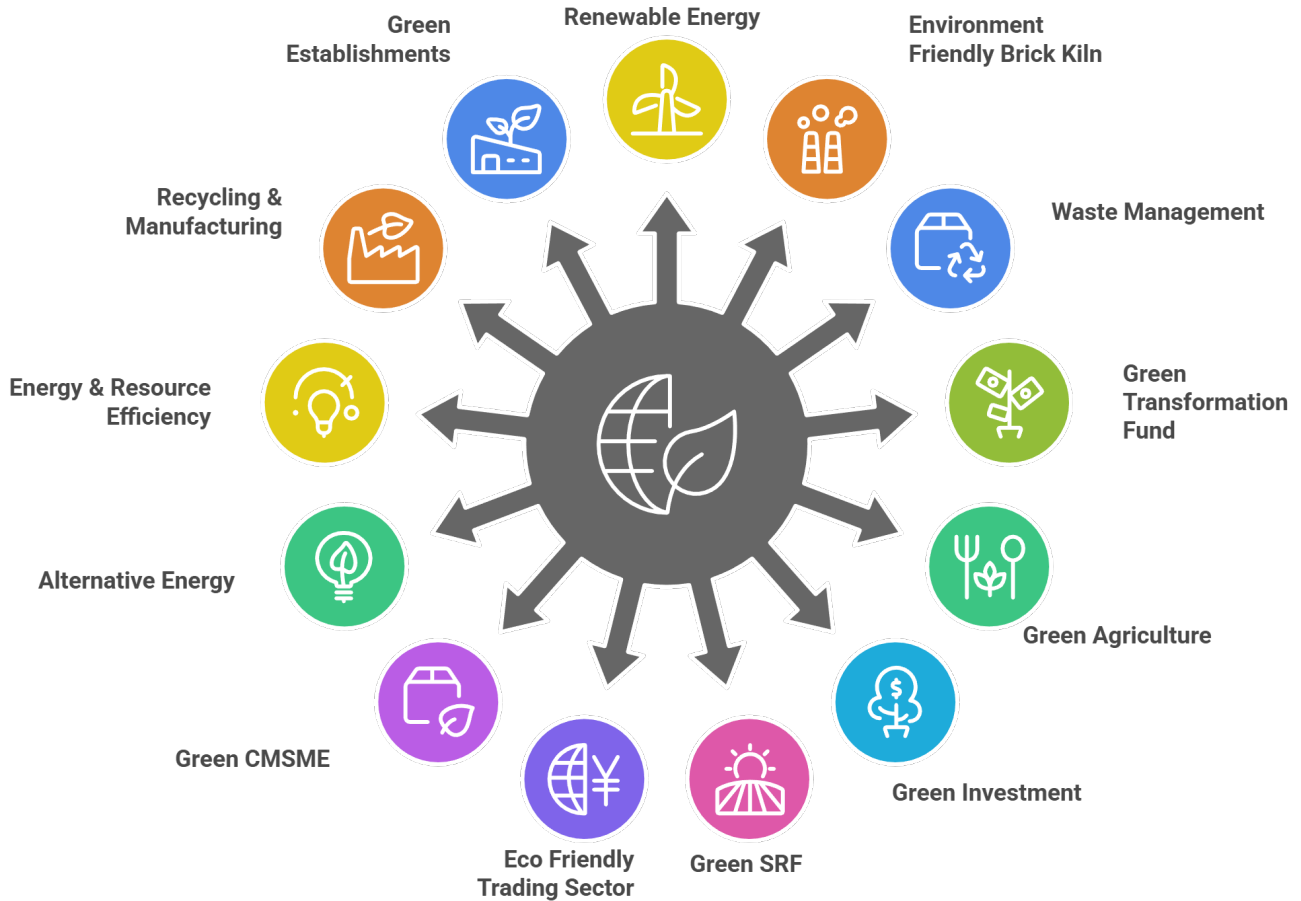 Renewable Energy
Environment
Friendly Brick Kiln
Waste Management
Green
Transformation
Fund
Green Agriculture
Green Investment
Green SRF
Eco Friendly
Trading Sector
Green CMSME
Alternative Energy
Energy & Resource
Efficiency
Recycling &
Manufacturing
Green
Establishments
$
¥